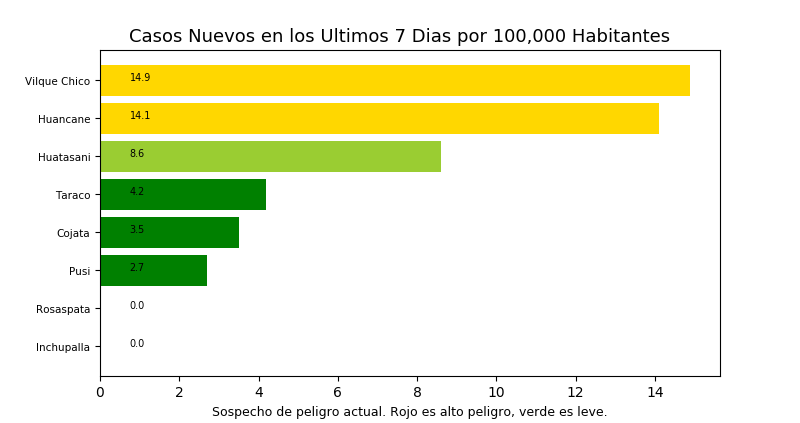 Casos Nuevos en los Ultimos 7 Dias por 100,000 Habitantes
Vilque Chico 14.9
Huancane 14.1
Huatasani 8.6
Taraco 4.2
Cojata 3.5
Pusi 2.7
Rosaspata 0.0
Inchupalla 0.0
0 2 4 6 8 10 12 14
Sospecho de peligro actual. Rojo es alto peligro, verde es leve.